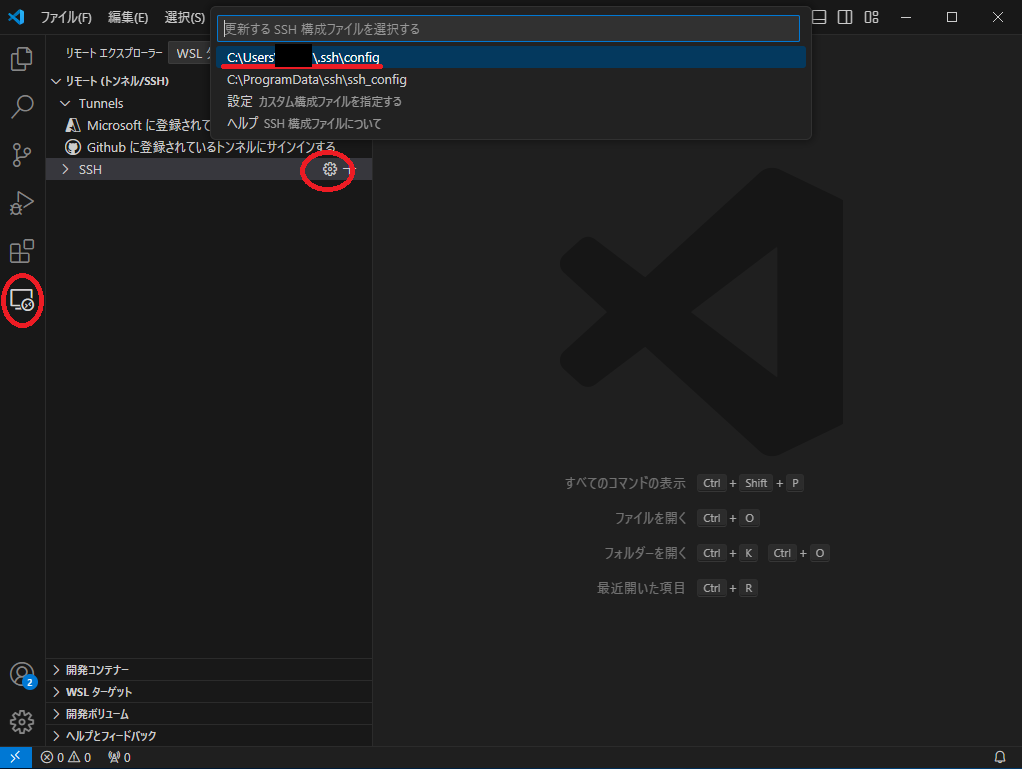 ファイル(F) 編集(E) 選択(S)
更新する SSH 構成ファイルを選択する
C:\Users\ \.ssh\config
C:\ProgramData\ssh\ssh_config
設定 カスタム構成ファイルを指定する
ヘルプ SSH 構成ファイルについて
リモート エクスプローラー WSL
リモート (トンネル/SSH)
Tunnels
Microsoft に登録されて
Github に登録されているトンネルにサインインする
SSH
すべてのコマンドの表示 Ctrl + Shift + P
ファイルを開く Ctrl + O
フォルダーを開く Ctrl + K Ctrl + O
最近開いた項目 Ctrl + R
開発コンテナー
WSL ターゲット
開発ボリューム
ヘルプとフィードバック
2
0 0 0